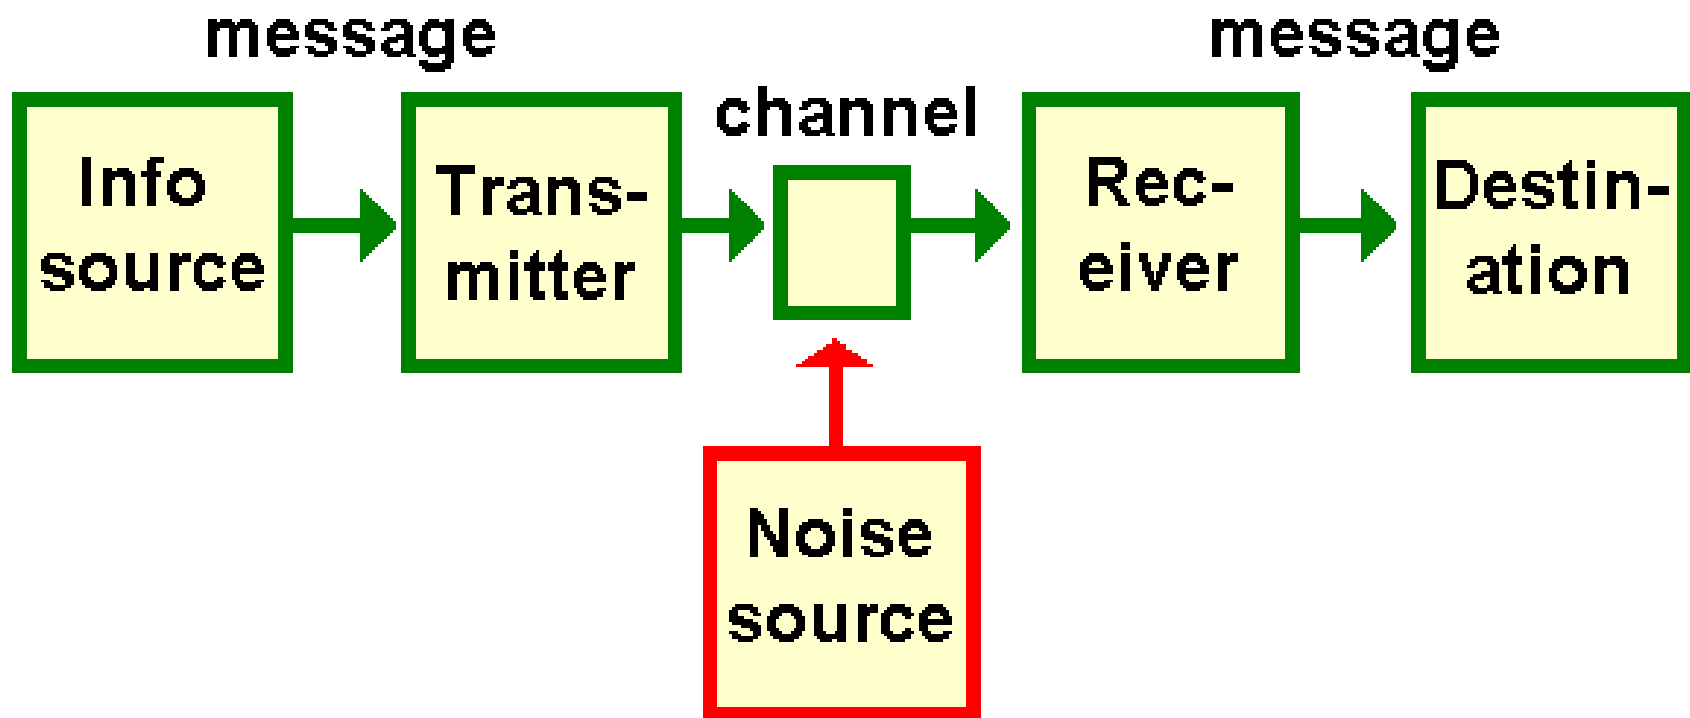 message
message
channel
Info
source
Trans-
mitter
Rec-
eiver
Destin-
ation
Noise
source